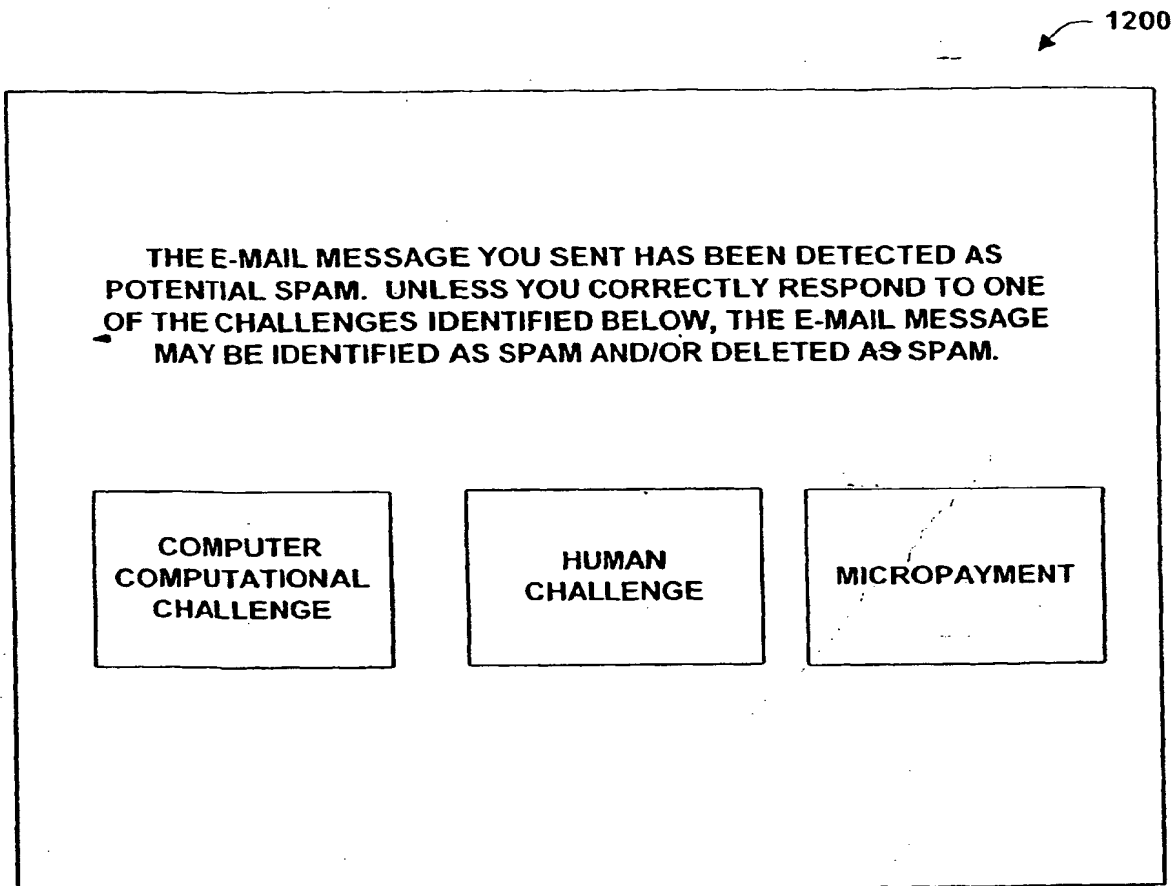 1200
THE E-MAIL MESSAGE YOU SENT HAS BEEN DETECTED AS
POTENTIAL SPAM. UNLESS YOU CORRECTLY RESPOND TO ONE
OF THE CHALLENGES IDENTIFIED BELOW, THE E-MAIL MESSAGE
MAY BE IDENTIFIED AS SPAM AND/OR DELETED AS SPAM.
COMPUTER
COMPUTATIONAL
CHALLENGE
HUMAN
CHALLENGE
MICROPAYMENT